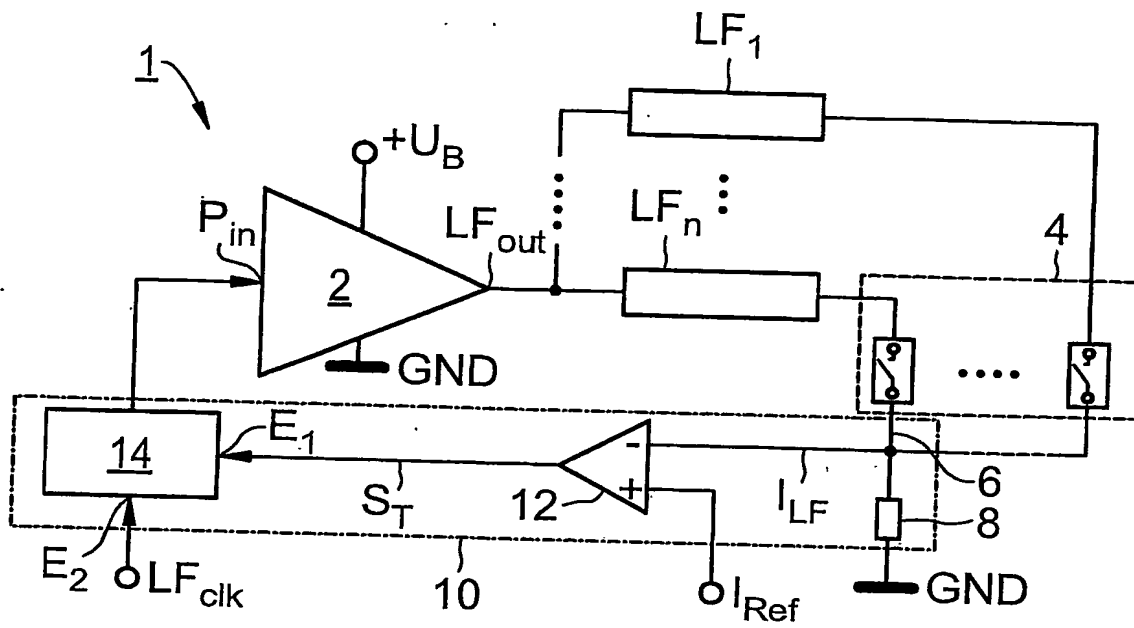 LF1
1
+UB
Pin
LFout
LFn
4
2
GND
E1
14
12
ST
ILF
6
8
E2
LFclk
10
IRef
GND